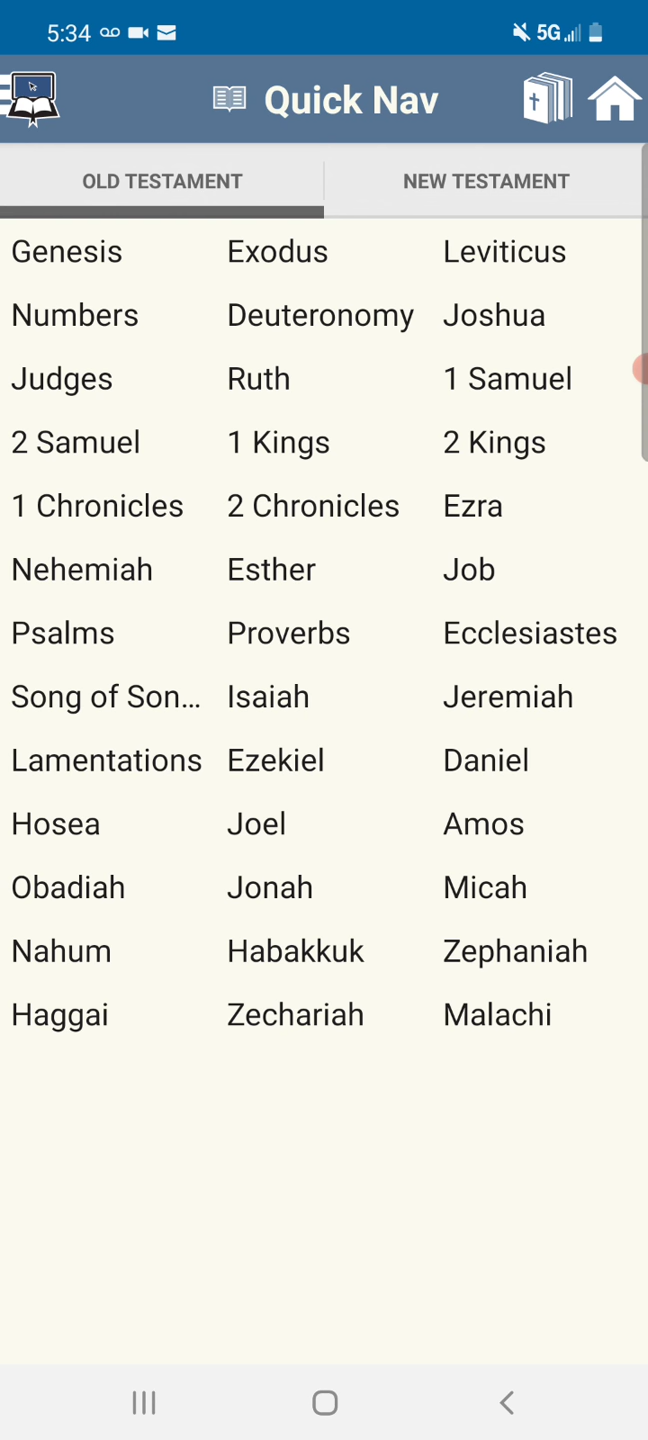 5:34 5G
Quick Nav
OLD TESTAMENT NEW TESTAMENT
Genesis Exodus Leviticus
Numbers Deuteronomy Joshua
Judges Ruth 1 Samuel
2 Samuel 1 Kings 2 Kings
1 Chronicles 2 Chronicles Ezra
Nehemiah Esther Job
Psalms Proverbs Ecclesiastes
Song of Son... Isaiah Jeremiah
Lamentations Ezekiel Daniel
Hosea Joel Amos
Obadiah Jonah Micah
Nahum Habakkuk Zephaniah
Haggai Zechariah Malachi